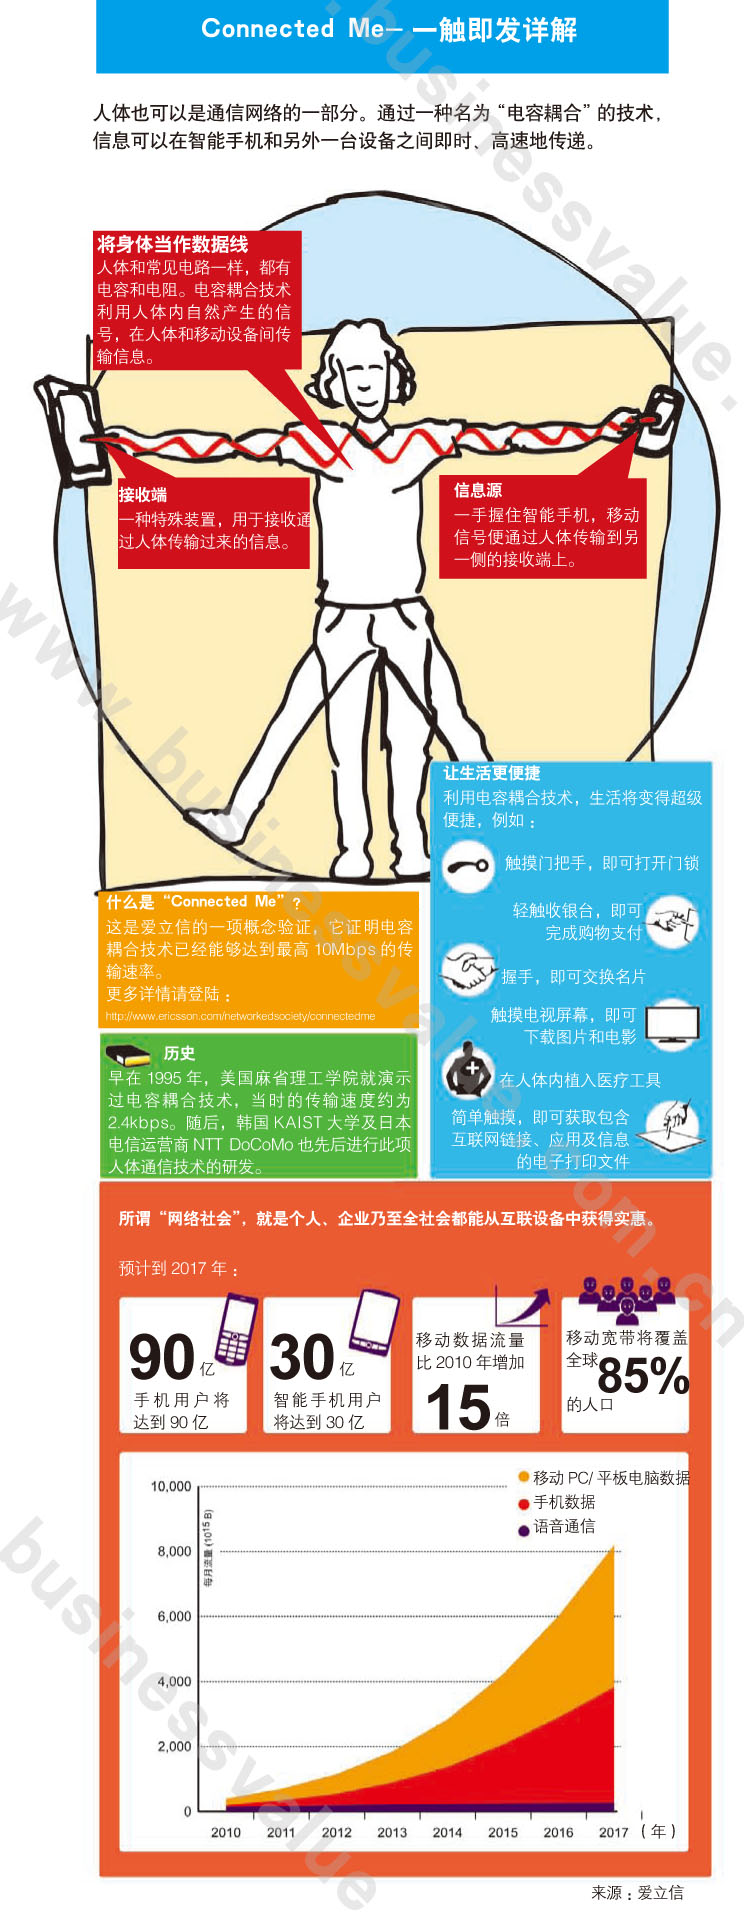 Connected Me— 一触即发详解
人体也可以是通信网络的一部分。通过一种名为“电容耦合”的技术，
信息可以在智能手机和另外一台设备之间即时、高速地传递。
将身体当作数据线
人体和常见电路一样，都有
电容和电阻。电容耦合技术
利用人体内自然产生的信
号，在人体和移动设备间传
输信息。
接收端
一种特殊装置，用于接收通
过人体传输过来的信息。
信息源
一手握住智能手机，移动
信号便通过人体传输到另
一侧的接收端上。
让生活更便捷
利用电容耦合技术，生活将变得超级
便捷，例如：
触摸门把手，即可打开门锁
轻触收银台，即可
完成购物支付
握手，即可交换名片
触摸电视屏幕，即可
下载图片和电影
在人体内植入医疗工具
简单触摸，即可获取包含
互联网链接、应用及信息
的电子打印文件
什么是“Connected Me”?
这是爱立信的一项概念验证，它证明电容
耦合技术已经能够达到最高 10Mbps 的传
输速率。
更多详情请登陆：
http://www.ericsson.com/networkedsociety/connectedme
历史
早在 1995 年，美国麻省理工学院就演示
过电容耦合技术，当时的传输速度约为
2.4kbps。随后，韩国 KAIST 大学及日本
电信运营商 NTT DoCoMo 也先后进行此项
人体通信技术的研发。
所谓“网络社会”，就是个人、企业乃至全社会都能从互联设备中获得实惠。
预计到 2017 年：
90 亿
手机用户将
达到 90 亿
30 亿
智能手机用户
将达到 30 亿
移动数据流量
比 2010 年增加
15 倍
移动宽带将覆盖
全球 85%
的人口
移动 PC/ 平板电脑数据
手机数据
语音通信
每月流量 (10¹⁵ B)
10,000
8,000
6,000
4,000
2,000
0
2010 2011 2012 2013 2014 2015 2016 2017 （年）
来源：爱立信
www.businessvalue.com.cn
www.businessvalue.com.cn
businessvalue